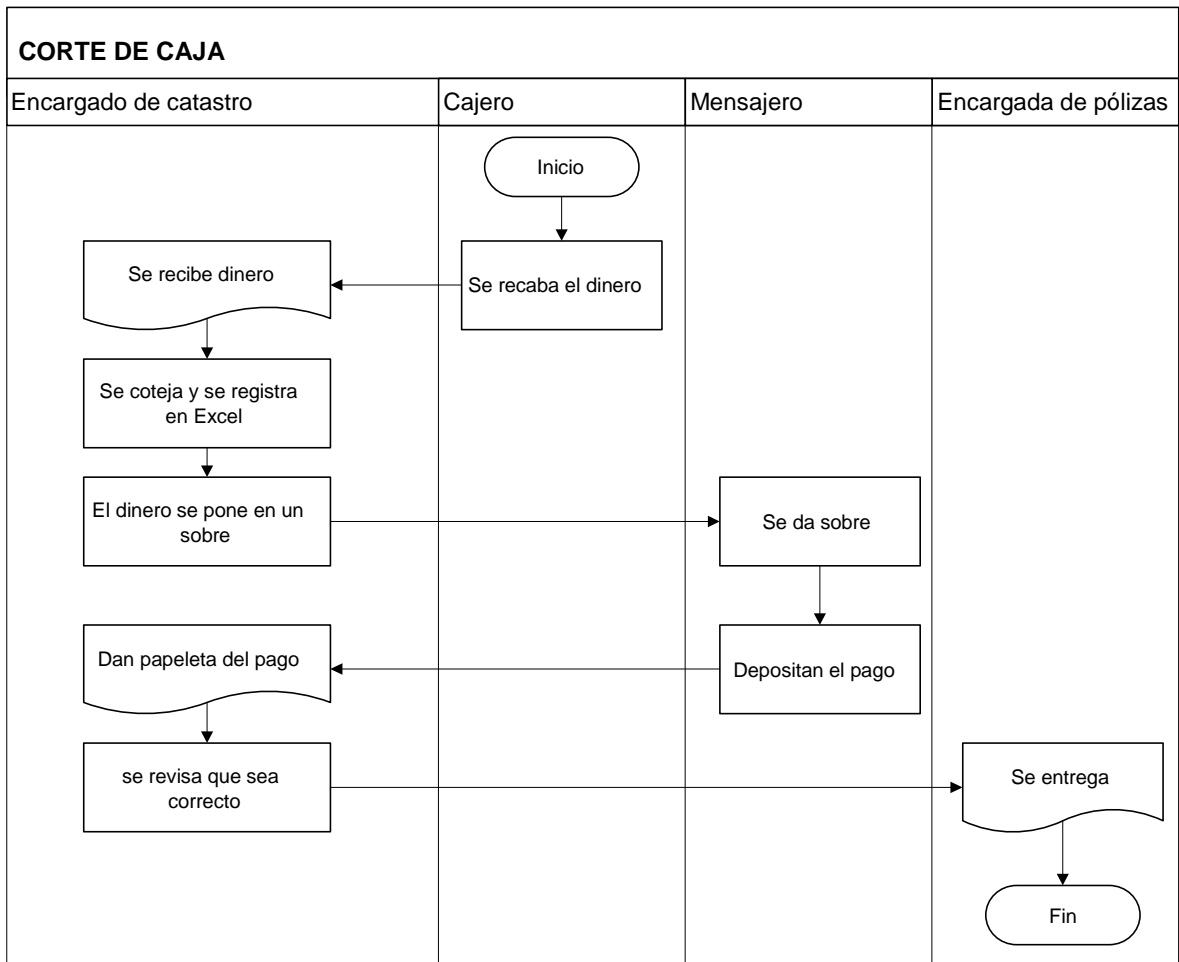 CORTE DE CAJA
Encargado de catastro
Cajero
Mensajero
Encargada de pólizas
Inicio
Se recibe dinero
Se recaba el dinero
Se coteja y se registra
en Excel
El dinero se pone en un
sobre
Se da sobre
Dan papeleta del pago
Depositan el pago
se revisa que sea
correcto
Se entrega
Fin